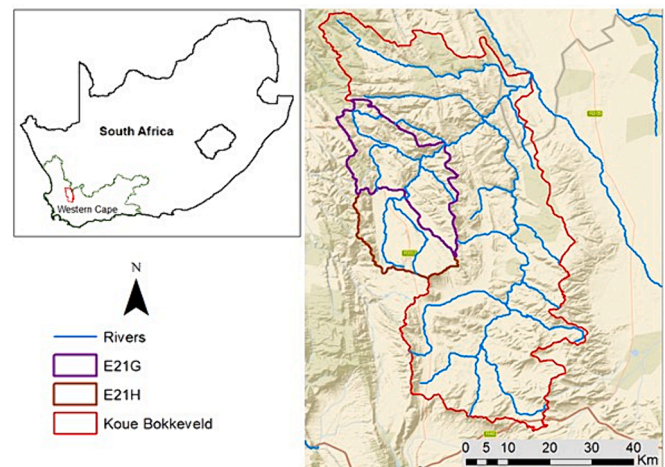 South Africa
Western Cape
N
Rivers
E21G
E21H
Koue Bokkeveld
0 5 10 20 30 40
Km